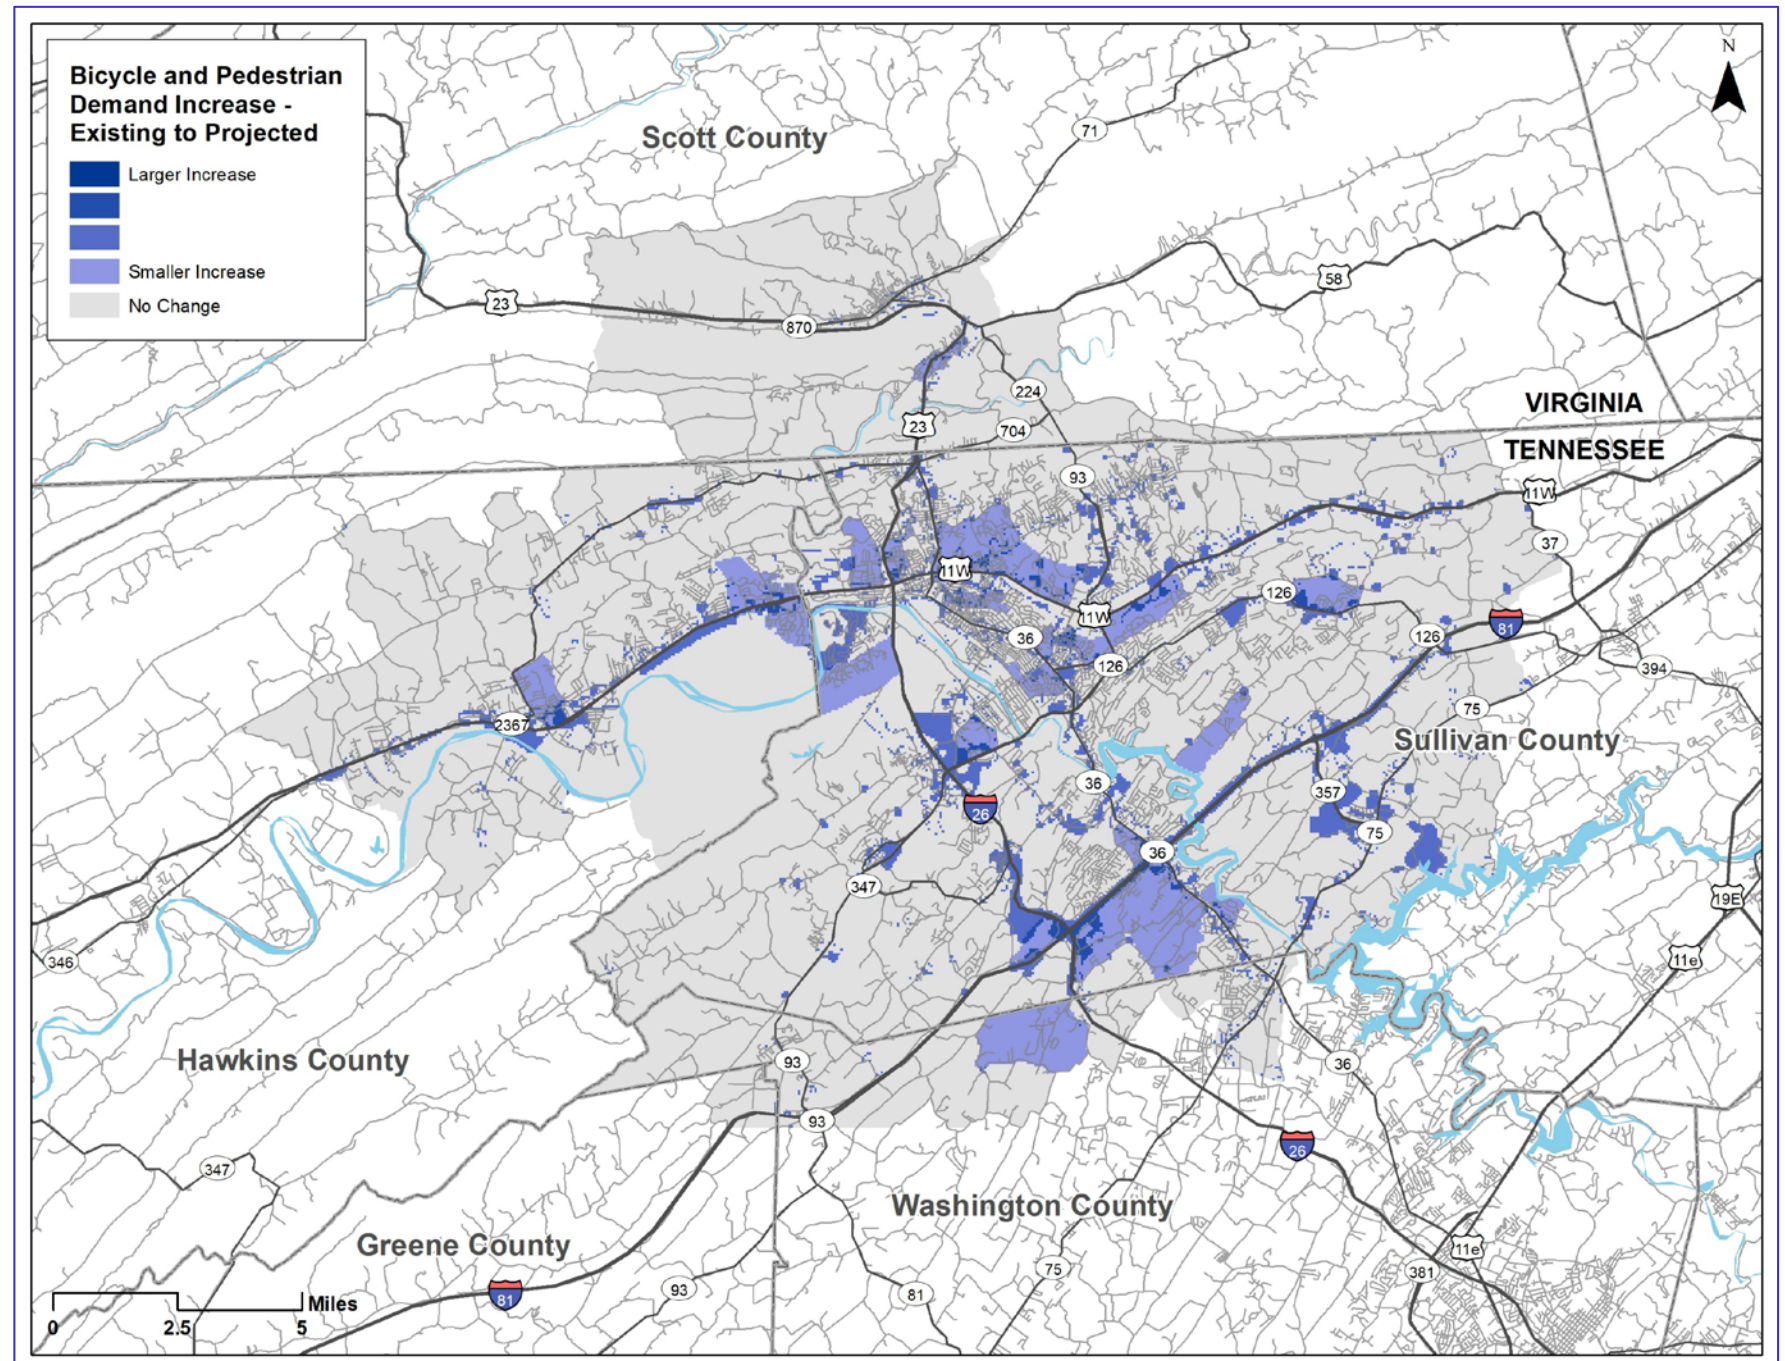 Bicycle and Pedestrian
Demand Increase -
Existing to Projected
Larger Increase
Smaller Increase
No Change
N
Scott County
71
58
23
870
224
23
704
VIRGINIA
TENNESSEE
93
11W
37
11W
126
11W
36
81
126
126
394
2367
75
Sullivan County
36
357
26
75
36
347
19E
346
11e
Hawkins County
93
36
93
26
347
Washington County
Greene County
11e
75
381
93
81
81
Miles
0 2.5 5